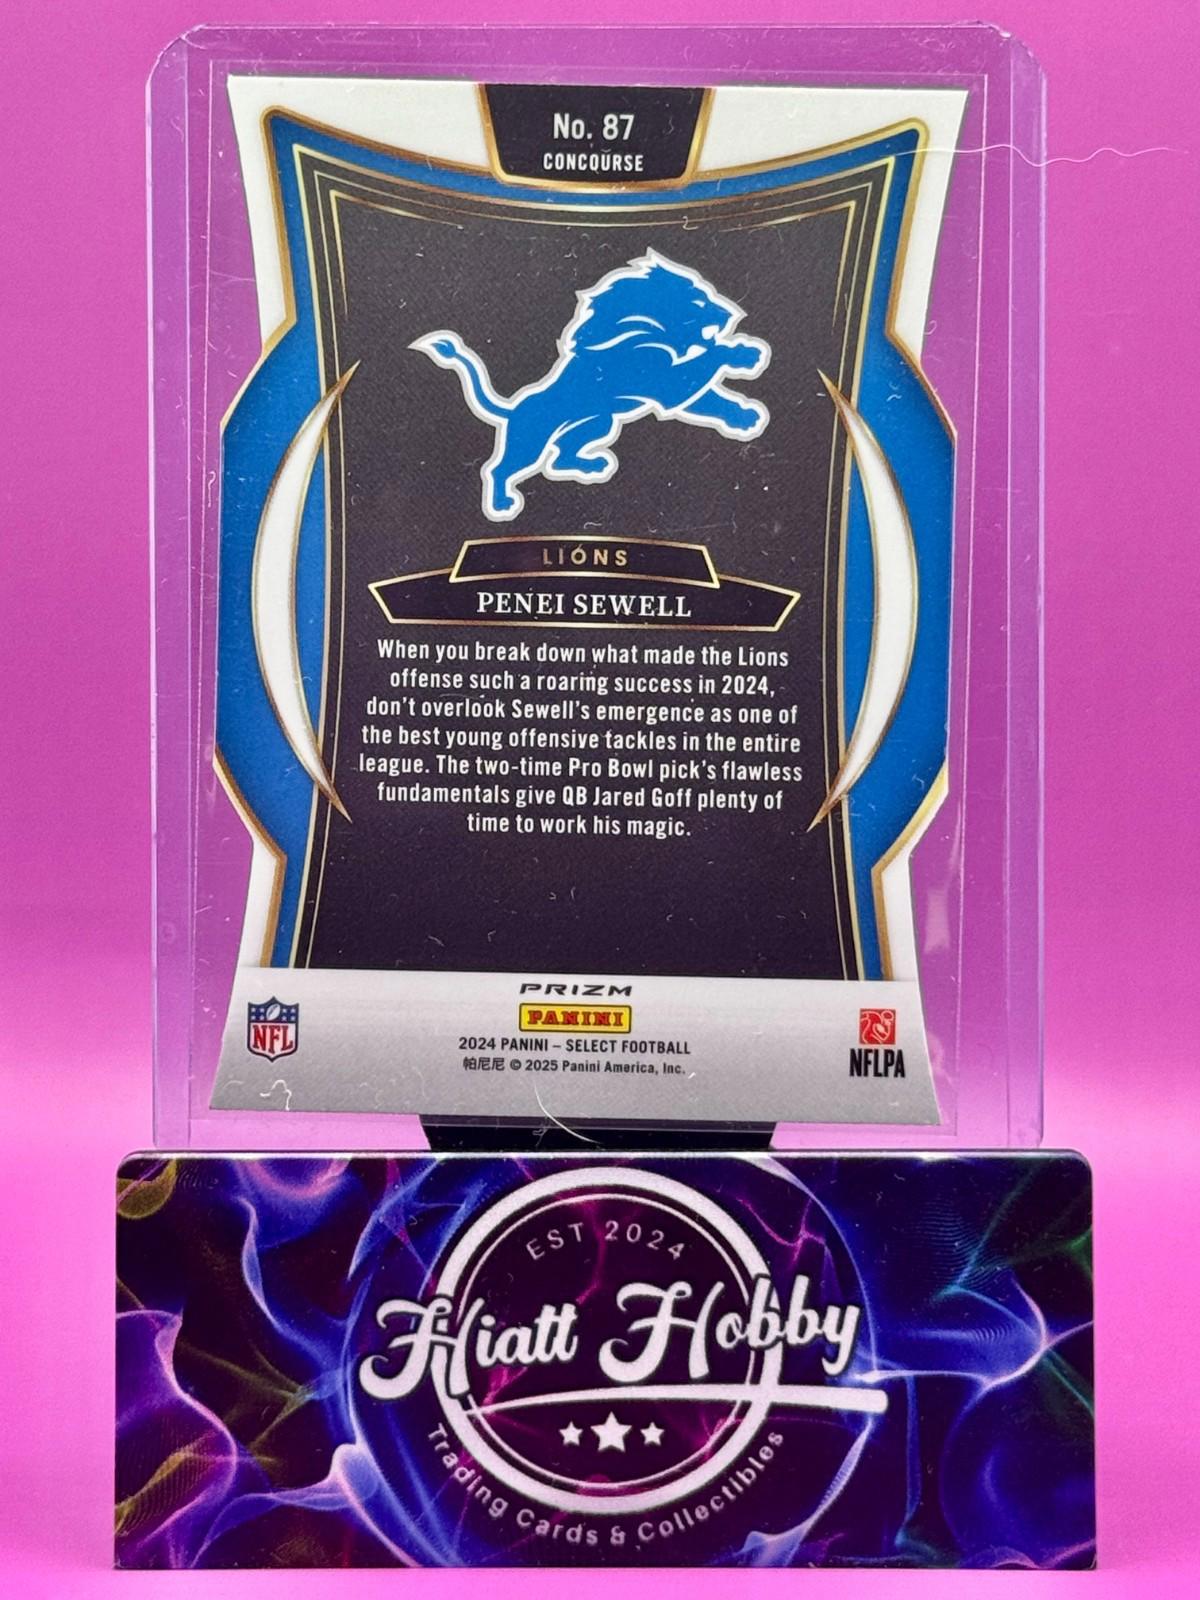 No. 87
CONCOURSE
LIONS
PENEI SEWELL
When you break down what made the Lions
offense such a roaring success in 2024,
don't overlook Sewell's emergence as one of
the best young offensive tackles in the entire
league. The two-time Pro Bowl pick's flawless
fundamentals give QB Jared Goff plenty of
time to work his magic.
PRIZM
PANINI
NFL
2024 PANINI – SELECT FOOTBALL
帕尼尼 © 2025 Panini America, Inc.
NFLPA
EST 2024
Hiatt Hobby
Trading Cards & Collectibles